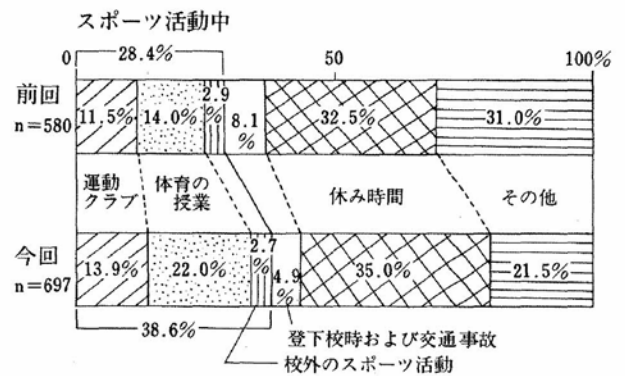 スポーツ活動中
0 28.4% 50 100%
前回
n=580
11.5% 14.0% 2.9% 8.1% 32.5% 31.0%
運動クラブ 体育の授業 休み時間 その他
今回
n=697
13.9% 22.0% 2.7% 4.9% 35.0% 21.5%
38.6%
登下校時および交通事故
校外のスポーツ活動